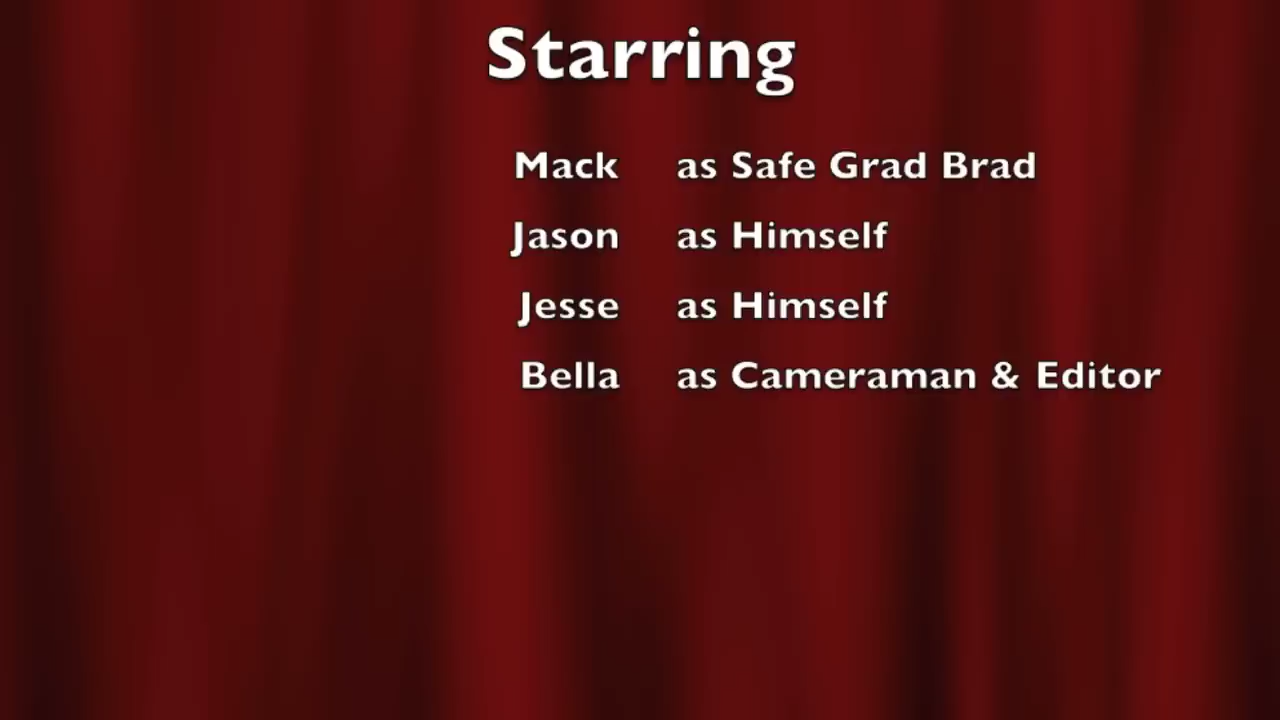 Starring
Mack as Safe Grad Brad
Jason as Himself
Jesse as Himself
Bella as Cameraman & Editor